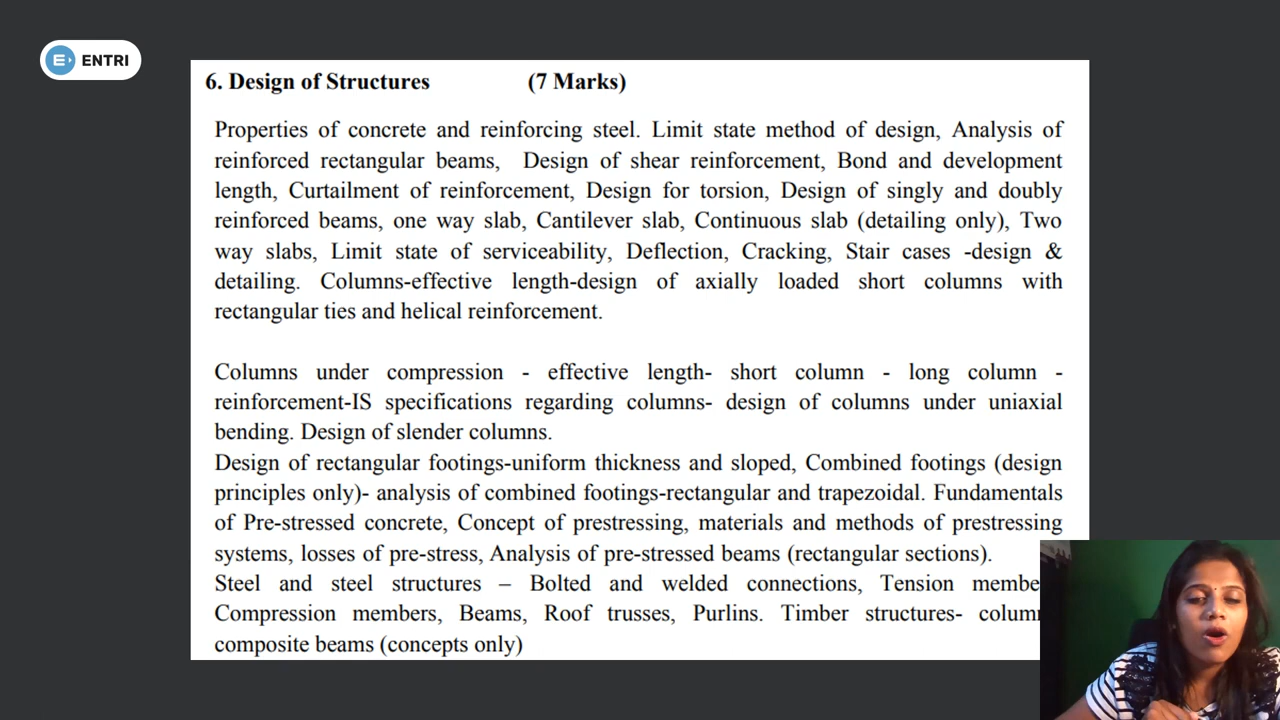 ENTRI
6. Design of Structures (7 Marks)
Properties of concrete and reinforcing steel. Limit state method of design, Analysis of
reinforced rectangular beams, Design of shear reinforcement, Bond and development
length, Curtailment of reinforcement, Design for torsion, Design of singly and doubly
reinforced beams, one way slab, Cantilever slab, Continuous slab (detailing only), Two
way slabs, Limit state of serviceability, Deflection, Cracking, Stair cases -design &
detailing. Columns-effective length-design of axially loaded short columns with
rectangular ties and helical reinforcement.
Columns under compression - effective length- short column - long column -
reinforcement-IS specifications regarding columns- design of columns under uniaxial
bending. Design of slender columns.
Design of rectangular footings-uniform thickness and sloped, Combined footings (design
principles only)- analysis of combined footings-rectangular and trapezoidal. Fundamentals
of Pre-stressed concrete, Concept of prestressing, materials and methods of prestressing
systems, losses of pre-stress, Analysis of pre-stressed beams (rectangular sections).
Steel and steel structures – Bolted and welded connections, Tension
Compression members, Beams, Roof trusses, Purlins. Timber structures-
composite beams (concepts only)